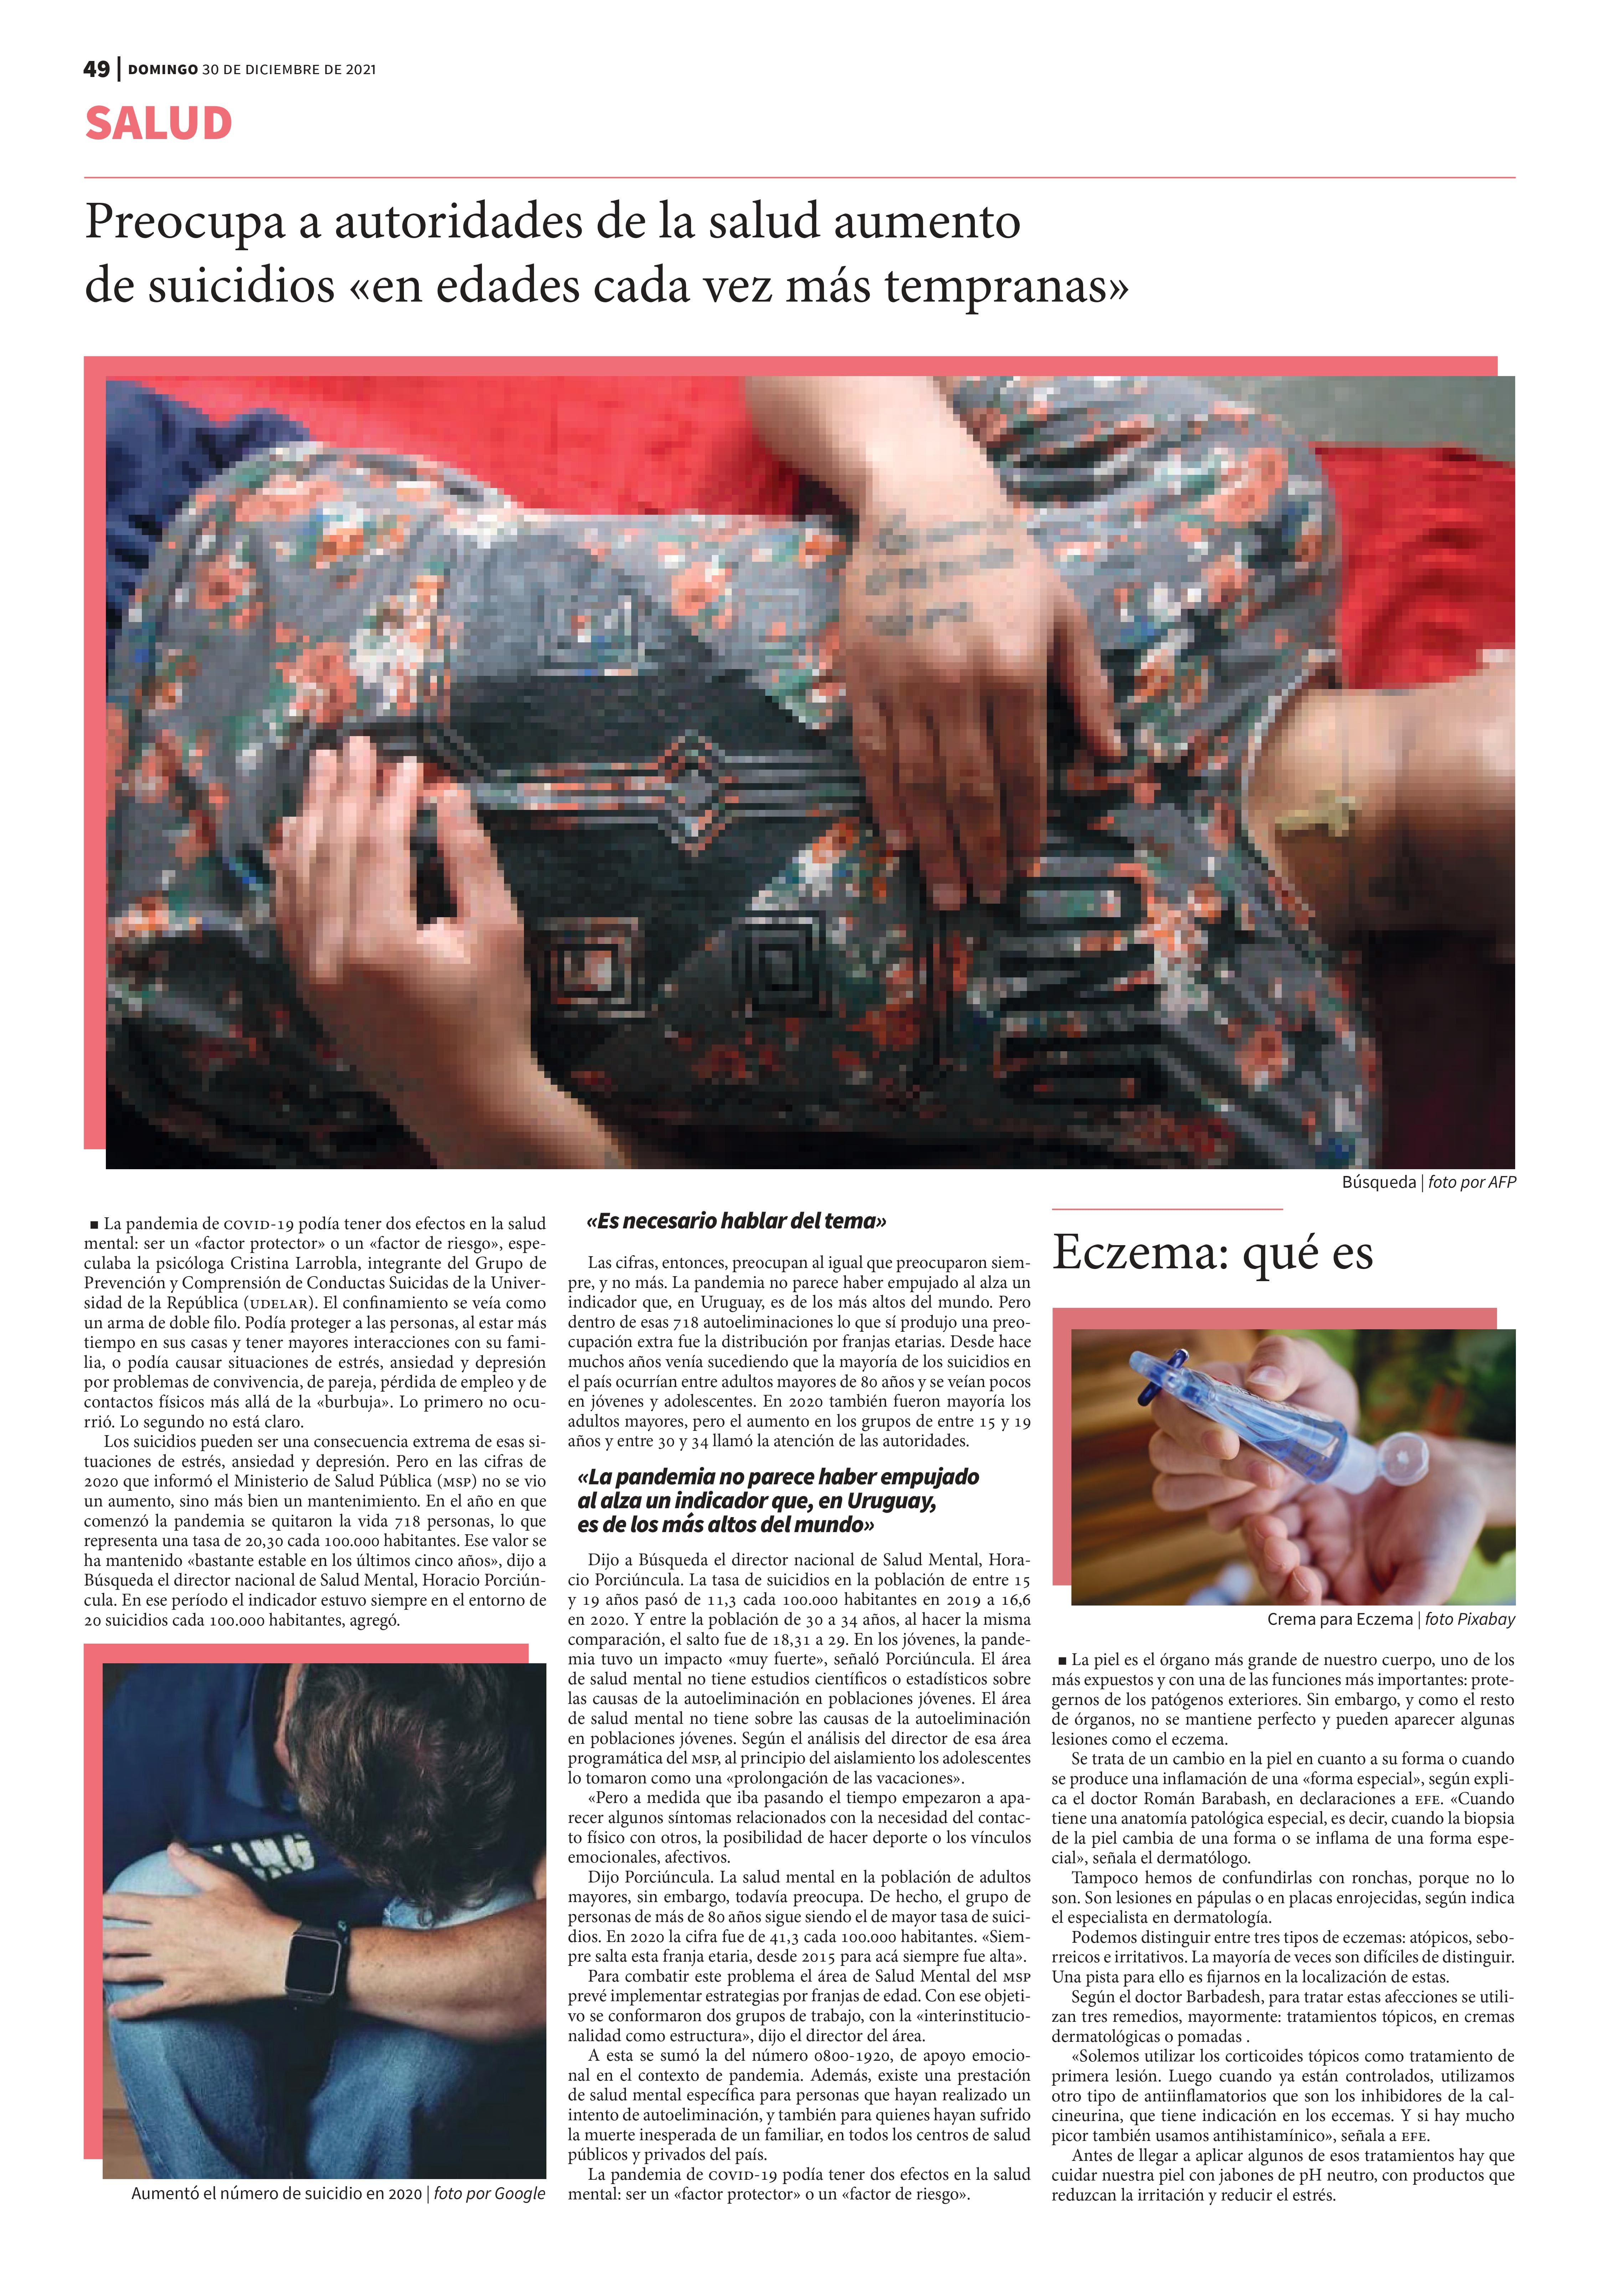 49 | DOMINGO 30 DE DICIEMBRE DE 2021
SALUD
Preocupa a autoridades de la salud aumento
de suicidios «en edades cada vez más tempranas»
Búsqueda | foto por AFP
■ La pandemia de COVID-19 podía tener dos efectos en la salud
mental: ser un «factor protector» o un «factor de riesgo», espe-
culaba la psicóloga Cristina Larrobla, integrante del Grupo de
Prevención y Comprensión de Conductas Suicidas de la Univer-
sidad de la República (UDELAR). El confinamiento se veía como
un arma de doble filo. Podía proteger a las personas, al estar más
tiempo en sus casas y tener mayores interacciones con su fami-
lia, o podía causar situaciones de estrés, ansiedad y depresión
por problemas de convivencia, de pareja, pérdida de empleo y de
contactos físicos más allá de la «burbuja». Lo primero no ocu-
rrió. Lo segundo no está claro.
Los suicidios pueden ser una consecuencia extrema de esas si-
tuaciones de estrés, ansiedad y depresión. Pero en las cifras de
2020 que informó el Ministerio de Salud Pública (MSP) no se vio
un aumento, sino más bien un mantenimiento. En el año en que
comenzó la pandemia se quitaron la vida 718 personas, lo que
representa una tasa de 20,30 cada 100.000 habitantes. Ese valor se
ha mantenido «bastante estable en los últimos cinco años», dijo a
Búsqueda el director nacional de Salud Mental, Horacio Porciún-
cula. En ese período el indicador estuvo siempre en el entorno de
20 suicidios cada 100.000 habitantes, agregó.
ING
Aumentó el número de suicidio en 2020 | foto por Google
«Es necesario hablar del tema»
Las cifras, entonces, preocupan al igual que preocuparon siem-
pre, y no más. La pandemia no parece haber empujado al alza un
indicador que, en Uruguay, es de los más altos del mundo. Pero
dentro de esas 718 autoeliminaciones lo que sí produjo una preo-
cupación extra fue la distribución por franjas etarias. Desde hace
muchos años venía sucediendo que la mayoría de los suicidios en
el país ocurrían entre adultos mayores de 80 años y se veían pocos
en jóvenes y adolescentes. En 2020 también fueron mayoría los
adultos mayores, pero el aumento en los grupos de entre 15 y 19
años y entre 30 y 34 llamó la atención de las autoridades.
«La pandemia no parece haber empujado
al alza un indicador que, en Uruguay,
es de los más altos del mundo»
Dijo a Búsqueda el director nacional de Salud Mental, Hora-
cio Porciúncula. La tasa de suicidios en la población de entre 15
y 19 años pasó de 11,3 cada 100.000 habitantes en 2019 a 16,6
en 2020. Y entre la población de 30 a 34 años, al hacer la misma
comparación, el salto fue de 18,31 a 29. En los jóvenes, la pande-
mia tuvo un impacto «muy fuerte», señaló Porciúncula. El área
de salud mental no tiene estudios científicos o estadísticos sobre
las causas de la autoeliminación en poblaciones jóvenes. El área
de salud mental no tiene sobre las causas de la autoeliminación
en poblaciones jóvenes. Según el análisis del director de esa área
programática del MSP, al principio del aislamiento los adolescentes
lo tomaron como una «prolongación de las vacaciones».
«Pero a medida que iba pasando el tiempo empezaron a apa-
recer algunos síntomas relacionados con la necesidad del contac-
to físico con otros, la posibilidad de hacer deporte o los vínculos
emocionales, afectivos.
Dijo Porciúncula. La salud mental en la población de adultos
mayores, sin embargo, todavía preocupa. De hecho, el grupo de
personas de más de 80 años sigue siendo el de mayor tasa de suici-
dios. En 2020 la cifra fue de 41,3 cada 100.000 habitantes. «Siem-
pre salta esta franja etaria, desde 2015 para acá siempre fue alta».
Para combatir este problema el área de Salud Mental del MSP
prevé implementar estrategias por franjas de edad. Con ese objeti-
vo se conformaron dos grupos de trabajo, con la «interinstitucio-
nalidad como estructura», dijo el director del área.
A esta se sumó la del número 0800-1920, de apoyo emocio-
nal en el contexto de pandemia. Además, existe una prestación
de salud mental específica para personas que hayan realizado un
intento de autoeliminación, y también para quienes hayan sufrido
la muerte inesperada de un familiar, en todos los centros de salud
públicos y privados del país.
La pandemia de COVID-19 podía tener dos efectos en la salud
mental: ser un «factor protector» o un «factor de riesgo».
Eczema: qué es
Crema para Eczema | foto Pixabay
■ La piel es el órgano más grande de nuestro cuerpo, uno de los
más expuestos y con una de las funciones más importantes: prote-
gernos de los patógenos exteriores. Sin embargo, y como el resto
de órganos, no se mantiene perfecto y pueden aparecer algunas
lesiones como el eczema.
Se trata de un cambio en la piel en cuanto a su forma o cuando
se produce una inflamación de una «forma especial», según expli-
ca el doctor Román Barabash, en declaraciones a EFE. «Cuando
tiene una anatomía patológica especial, es decir, cuando la biopsia
de la piel cambia de una forma o se inflama de una forma espe-
cial», señala el dermatólogo.
Tampoco hemos de confundirlas con ronchas, porque no lo
son. Son lesiones en pápulas o en placas enrojecidas, según indica
el especialista en dermatología.
Podemos distinguir entre tres tipos de eczemas: atópicos, sebo-
rreicos e irritativos. La mayoría de veces son difíciles de distinguir.
Una pista para ello es fijarnos en la localización de estas.
Según el doctor Barbadesh, para tratar estas afecciones se utili-
zan tres remedios, mayormente: tratamientos tópicos, en cremas
dermatológicas o pomadas .
«Solemos utilizar los corticoides tópicos como tratamiento de
primera lesión. Luego cuando ya están controlados, utilizamos
otro tipo de antiinflamatorios que son los inhibidores de la cal-
cineurina, que tiene indicación en los eccemas. Y si hay mucho
picor también usamos antihistamínico», señala a EFE.
Antes de llegar a aplicar algunos de esos tratamientos hay que
cuidar nuestra piel con jabones de pH neutro, con productos que
reduzcan la irritación y reducir el estrés.